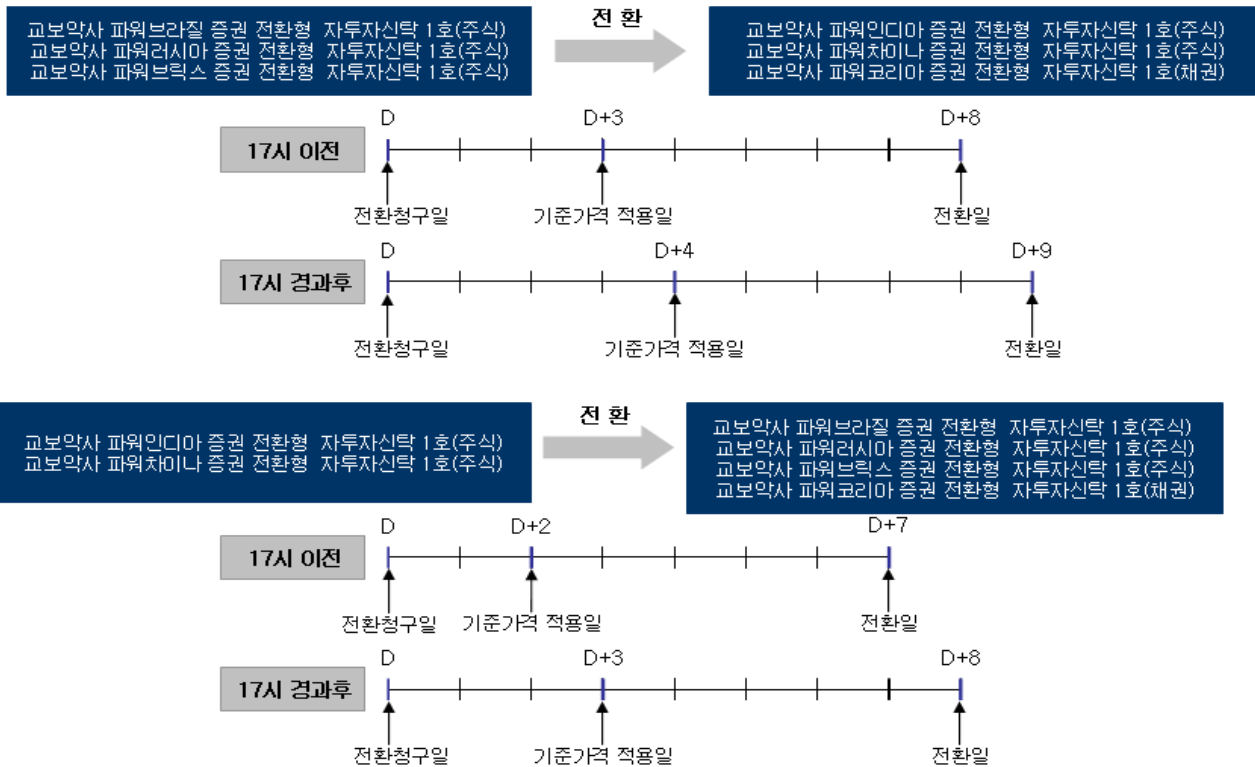 교보악사 파워브라질 증권 전환형 자투자신탁 1호(주식)
교보악사 파워러시아 증권 전환형 자투자신탁 1호(주식)
교보악사 파워브릭스 증권 전환형 자투자신탁 1호(주식)
전 환
교보악사 파워인디아 증권 전환형 자투자신탁 1호(주식)
교보악사 파워차이나 증권 전환형 자투자신탁 1호(주식)
교보악사 파워코리아 증권 전환형 자투자신탁 1호(채권)
D D+3 D+8
17시 이전
전환청구일 기준가격 적용일 전환일
D D+4 D+9
17시 경과후
전환청구일 기준가격 적용일 전환일
교보악사 파워인디아 증권 전환형 자투자신탁 1호(주식)
교보악사 파워차이나 증권 전환형 자투자신탁 1호(주식)
전 환
교보악사 파워브라질 증권 전환형 자투자신탁 1호(주식)
교보악사 파워러시아 증권 전환형 자투자신탁 1호(주식)
교보악사 파워브릭스 증권 전환형 자투자신탁 1호(주식)
교보악사 파워코리아 증권 전환형 자투자신탁 1호(채권)
D D+2 D+7
17시 이전
전환청구일 기준가격 적용일 전환일
D D+3 D+8
17시 경과후
전환청구일 기준가격 적용일 전환일